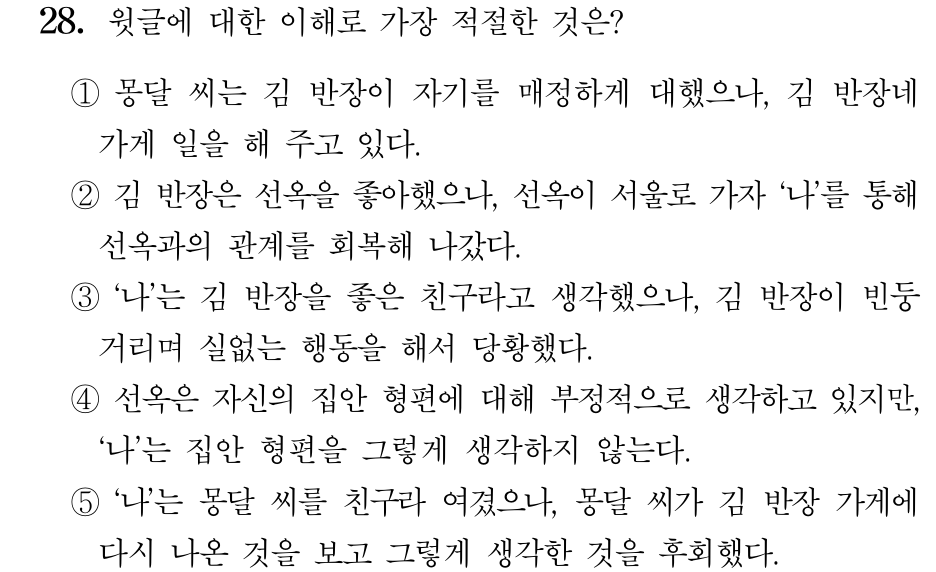 28. 윗글에 대한 이해로 가장 적절한 것은?
① 몽달 씨는 김 반장이 자기를 매정하게 대했으나, 김 반장네
가게 일을 해 주고 있다.
② 김 반장은 선옥을 좋아했으나, 선옥이 서울로 가자 ‘나’를 통해
선옥과의 관계를 회복해 나갔다.
③ ‘나’는 김 반장을 좋은 친구라고 생각했으나, 김 반장이 빈둥
거리며 실없는 행동을 해서 당황했다.
④ 선옥은 자신의 집안 형편에 대해 부정적으로 생각하고 있지만,
‘나’는 집안 형편을 그렇게 생각하지 않는다.
⑤ ‘나’는 몽달 씨를 친구라 여겼으나, 몽달 씨가 김 반장 가게에
다시 나온 것을 보고 그렇게 생각한 것을 후회했다.